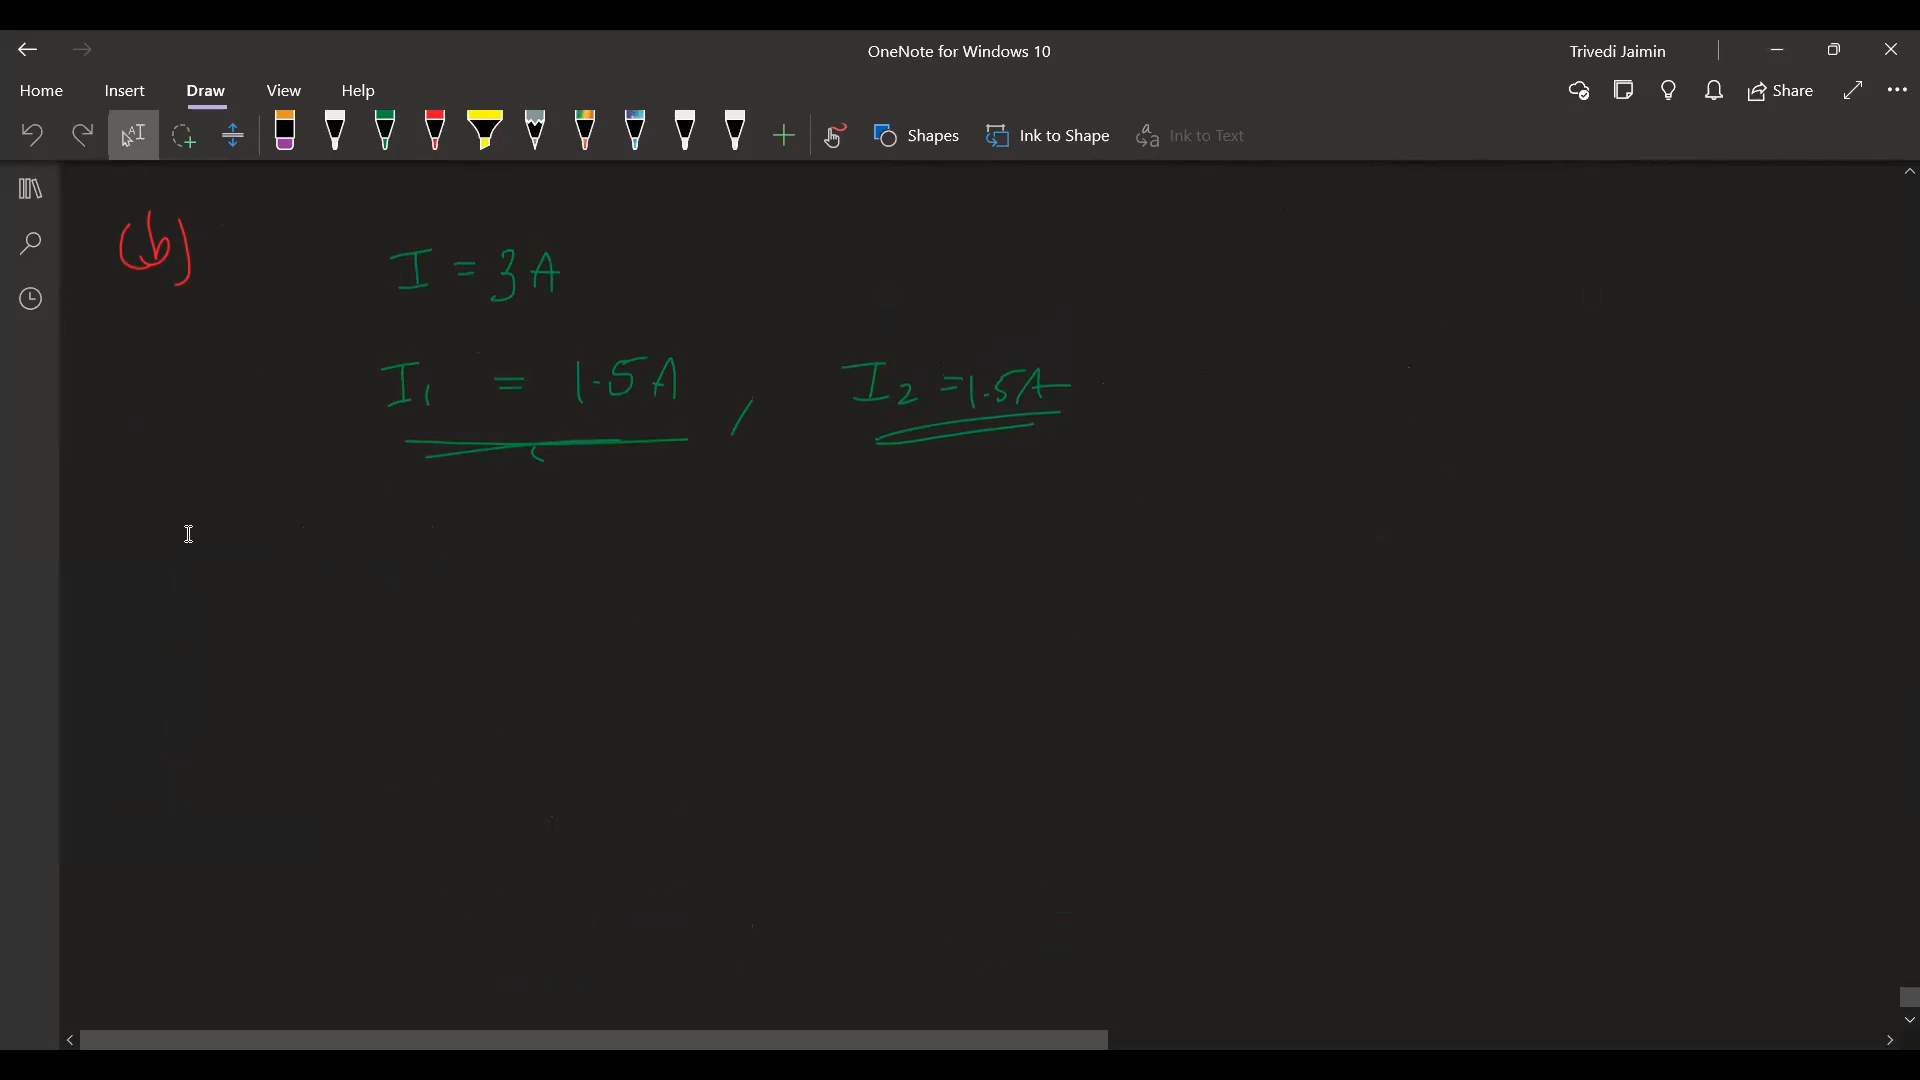 OneNote for Windows 10
Trivedi Jaimin
Home Insert Draw View Help
Share
Shapes Ink to Shape Ink to Text
(b)
I = 3A
I₁ = 1.5A , I₂ = 1.5A